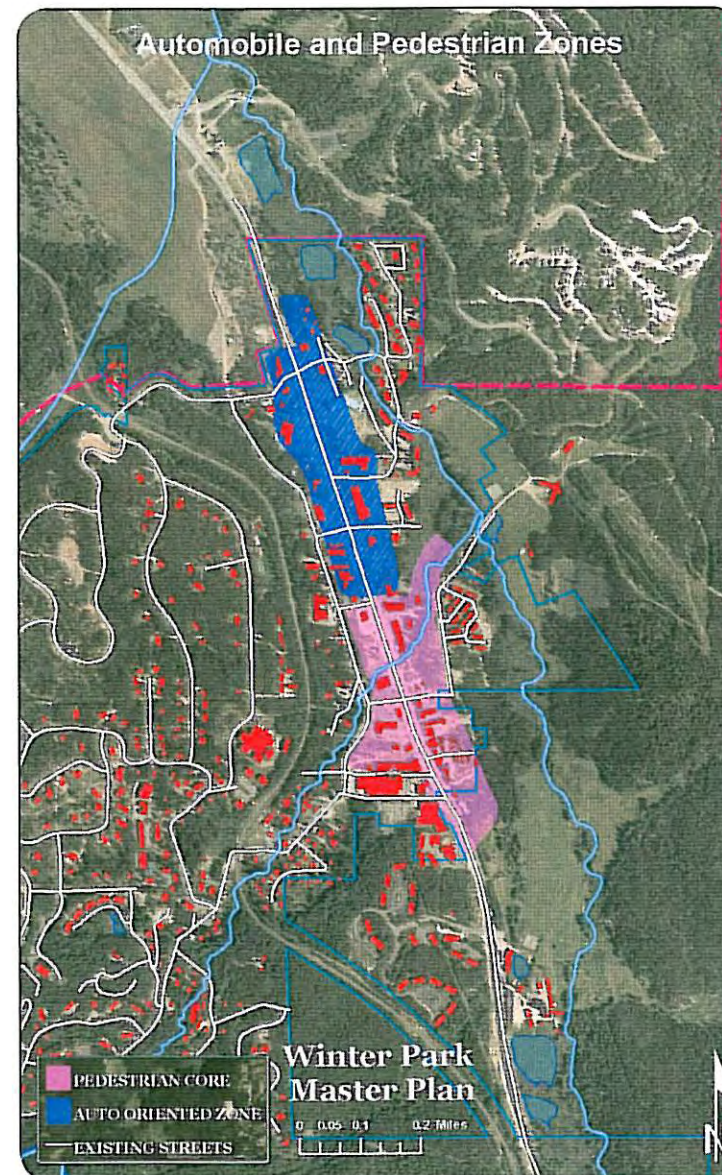 Automobile and Pedestrian Zones
Winter Park
Master Plan
PEDESTRIAN CORE
AUTO ORIENTED ZONE
EXISTING STREETS
0 0.05 0.1 0.2 Miles
N